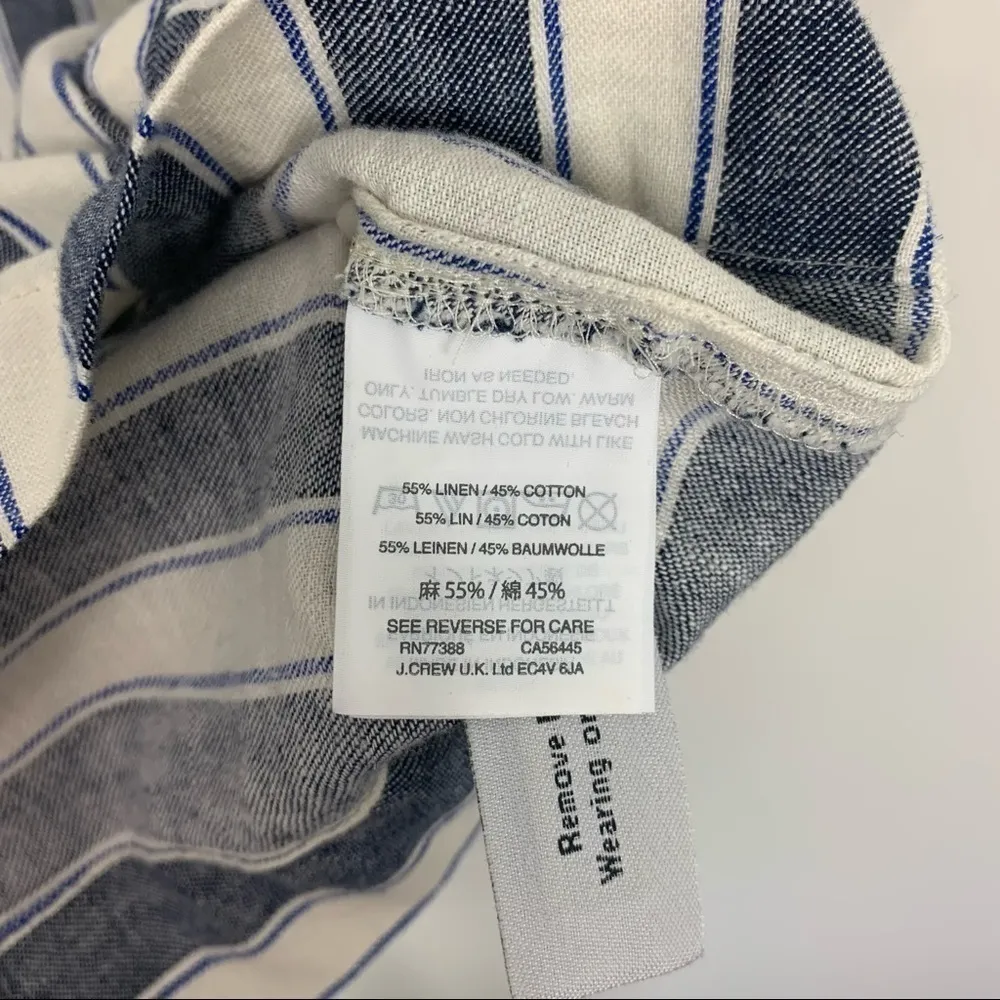 IRON AS NEEDED.
ONLY. TUMBLE DRY LOW. WARM
COLORS. NON CHLORINE BLEACH
MACHINE WASH COLD WITH LIKE
30
55% LINEN / 45% COTTON
55% LIN / 45% COTON
55% LEINEN / 45% BAUMWOLLE
麻 55% / 綿 45%
IN INDONESIEN HERGESTELLT
SEE REVERSE FOR CARE
RN77388 CA56445
J.CREW U.K. Ltd EC4V 6JA
Remove
Wearing